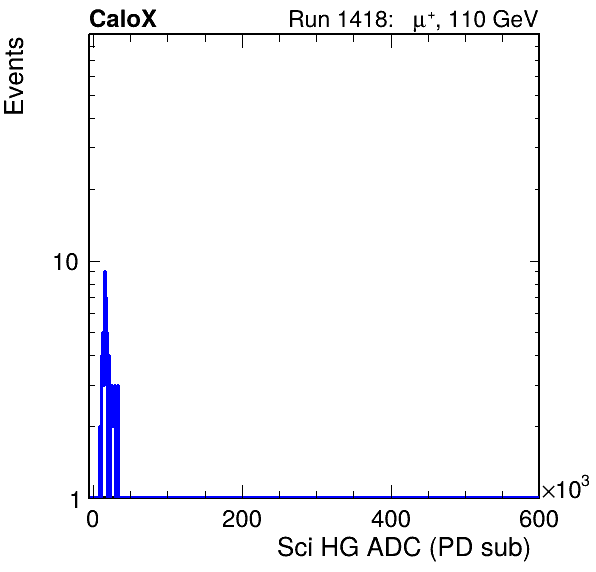 CaloX Run 1418: μ⁺, 110 GeV
Events
10
1
0 200 400 600
×10³
Sci HG ADC (PD sub)